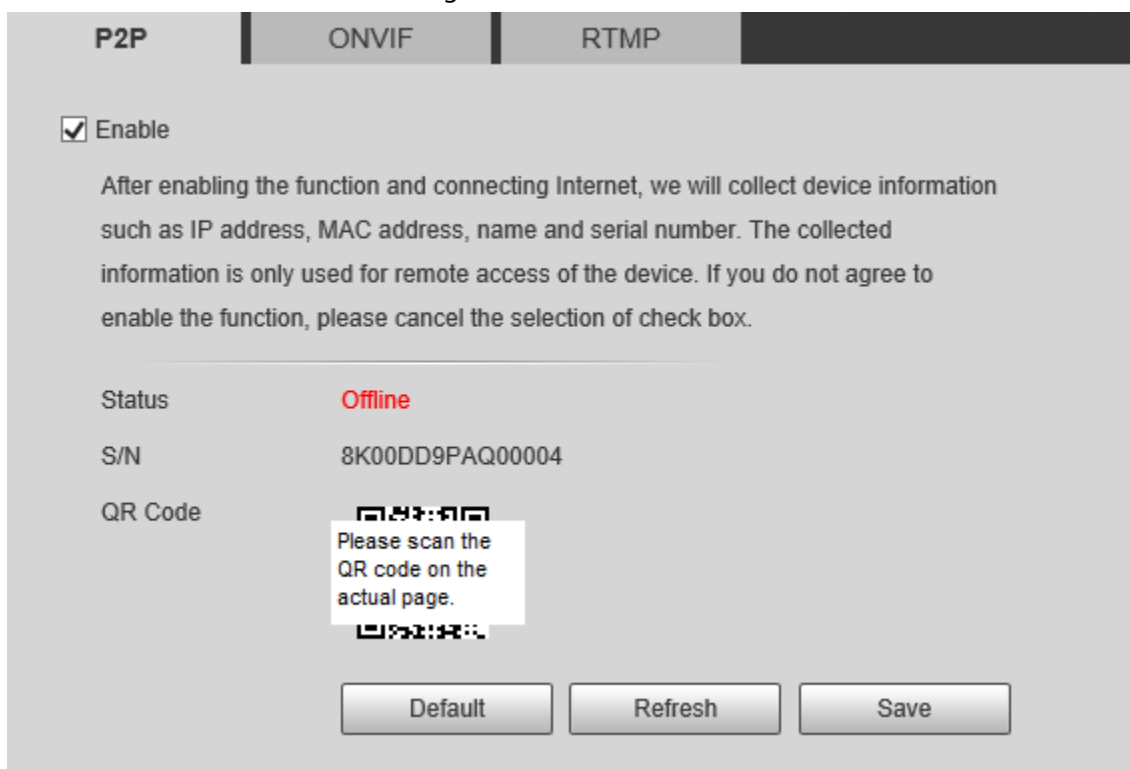 P2P ONVIF RTMP
Enable
After enabling the function and connecting Internet, we will collect device information
such as IP address, MAC address, name and serial number. The collected
information is only used for remote access of the device. If you do not agree to
enable the function, please cancel the selection of check box.
Status Offline
S/N 8K00DD9PAQ00004
QR Code
Please scan the
QR code on the
actual page.
Default Refresh Save